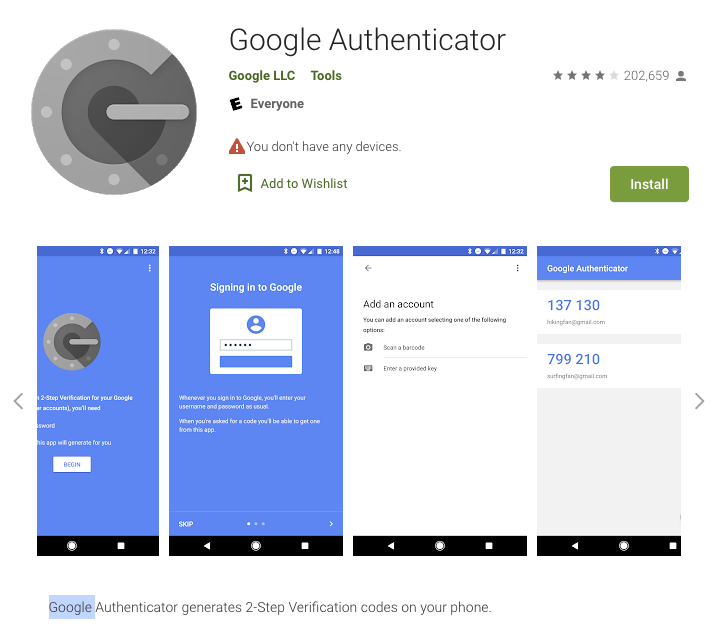 Google Authenticator
Google LLC Tools
202,659
E Everyone
You don't have any devices.
Add to Wishlist
Install
12:32
n 2-Step Verification for your Google
er accounts), you'll need
ssword
his app will generate for you
BEGIN
12:48
Signing in to Google
Whenever you sign in to Google, you'll enter your
username and password as usual.
When you're asked for a code you'll be able to get one
from this app.
SKIP
12:32
Add an account
You can add an account selecting one of the following
options:
Scan a barcode
Enter a provided key
Google Authenticator
137 130
hikingfan@gmail.com
799 210
surfingfan@gmail.com
Google Authenticator generates 2-Step Verification codes on your phone.